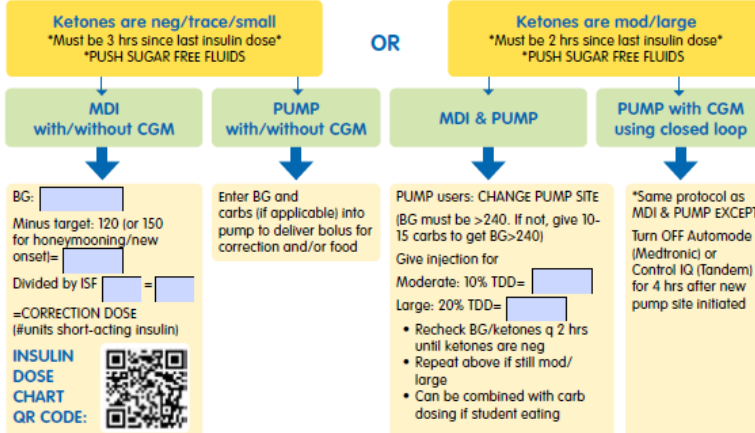 Ketones are neg/trace/small
*Must be 3 hrs since last insulin dose*
*PUSH SUGAR FREE FLUIDS
OR
Ketones are mod/large
*Must be 2 hrs since last insulin dose*
*PUSH SUGAR FREE FLUIDS
MDI
with/without CGM
PUMP
with/without CGM
MDI & PUMP
PUMP with CGM
using closed loop
BG:
Minus target: 120 (or 150
for honeymooning/new
onset)=
Divided by ISF =
=CORRECTION DOSE
(#units short-acting insulin)
INSULIN
DOSE
CHART
QR CODE:
Enter BG and
carbs (if applicable) into
pump to deliver bolus for
correction and/or food
PUMP users: CHANGE PUMP SITE
(BG must be >240. If not, give 10-
15 carbs to get BG>240)
Give injection for
Moderate: 10% TDD=
Large: 20% TDD=
• Recheck BG/ketones q 2 hrs
until ketones are neg
• Repeat above if still mod/
large
• Can be combined with carb
dosing if student eating
*Same protocol as
MDI & PUMP EXCEPT
Turn OFF Automode
(Medtronic) or
Control IQ (Tandem)
for 4 hrs after new
pump site initiated